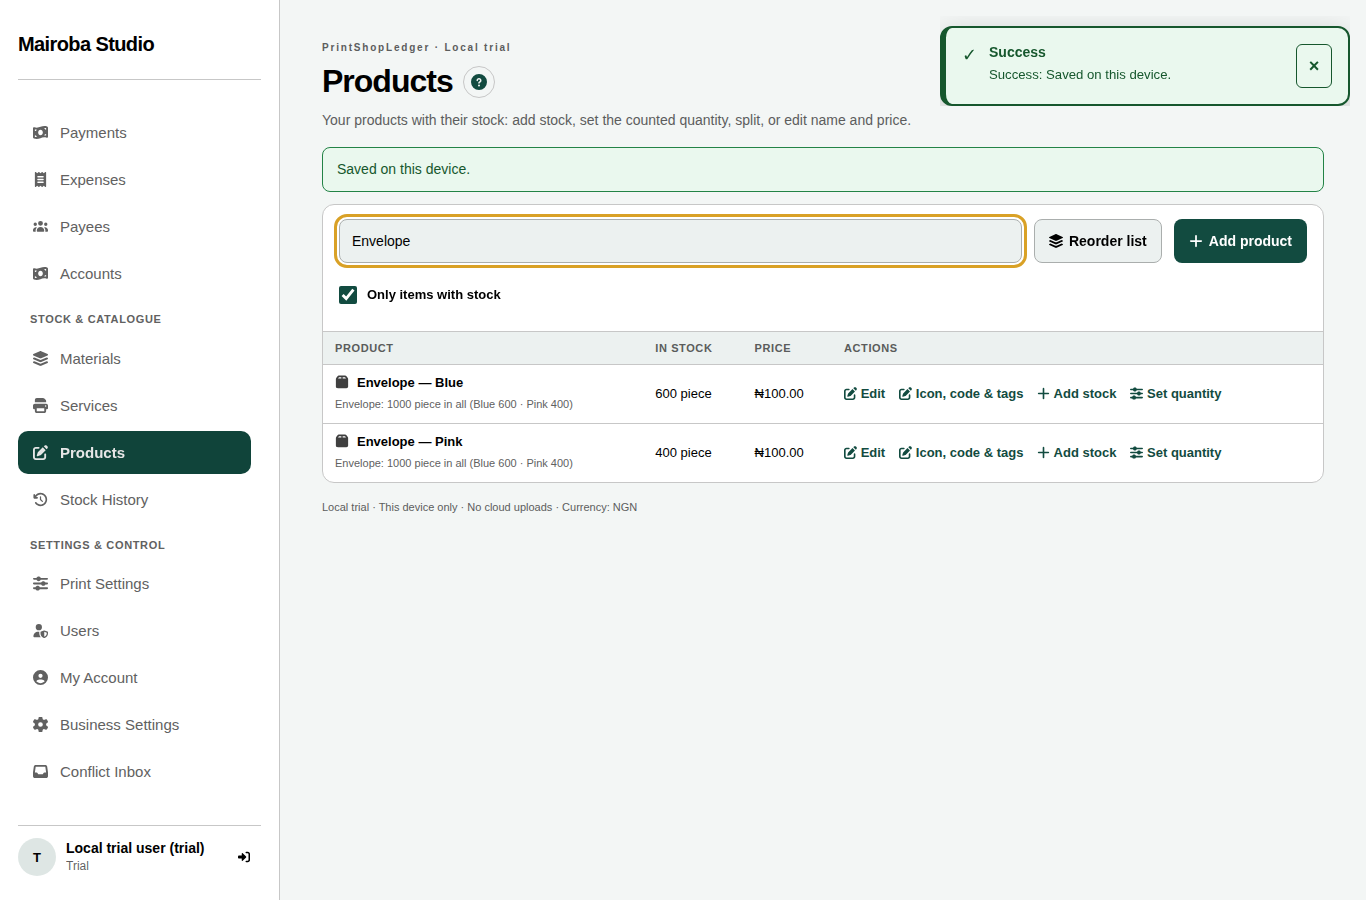 Mairoba Studio
Payments
Expenses
Payees
Accounts
STOCK & CATALOGUE
Materials
Services
Products
Stock History
SETTINGS & CONTROL
Print Settings
Users
My Account
Business Settings
Conflict Inbox
T
Local trial user (trial)
Trial
PrintShopLedger · Local trial
Products ?
Your products with their stock: add stock, set the counted quantity, split, or edit name and price.
✓ Success
Success: Saved on this device.
×
Saved on this device.
Envelope
Reorder list
+ Add product
Only items with stock
PRODUCT IN STOCK PRICE ACTIONS
Envelope — Blue
Envelope: 1000 piece in all (Blue 600 · Pink 400)
600 piece ₦100.00 Edit Icon, code & tags + Add stock Set quantity
Envelope — Pink
Envelope: 1000 piece in all (Blue 600 · Pink 400)
400 piece ₦100.00 Edit Icon, code & tags + Add stock Set quantity
Local trial · This device only · No cloud uploads · Currency: NGN